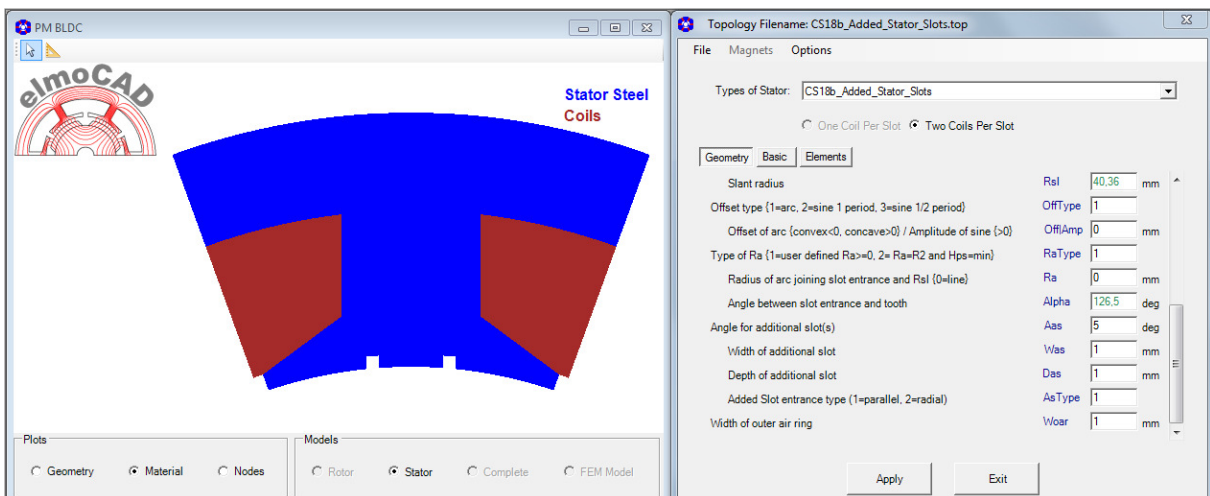 PM BLDC
elmoCAD
Stator Steel
Coils
Plots
Geometry
Material
Nodes
Models
Rotor
Stator
Complete
FEM Model
Topology Filename: CS18b_Added_Stator_Slots.top
File Magnets Options
Types of Stator: CS18b_Added_Stator_Slots
One Coil Per Slot Two Coils Per Slot
Geometry Basic Elements
Slant radius Rsl 40,36 mm
Offset type {1=arc, 2=sine 1 period, 3=sine 1/2 period} OffType 1
Offset of arc {convex<0, concave>0} / Amplitude of sine {>0} Off|Amp 0 mm
Type of Ra {1=user defined Ra>=0, 2= Ra=R2 and Hps=min} RaType 1
Radius of arc joining slot entrance and Rsl {0=line} Ra 0 mm
Angle between slot entrance and tooth Alpha 126,5 deg
Angle for additional slot(s) Aas 5 deg
Width of additional slot Was 1 mm
Depth of additional slot Das 1 mm
Added Slot entrance type (1=parallel, 2=radial) AsType 1
Width of outer air ring Woar 1 mm
Apply Exit